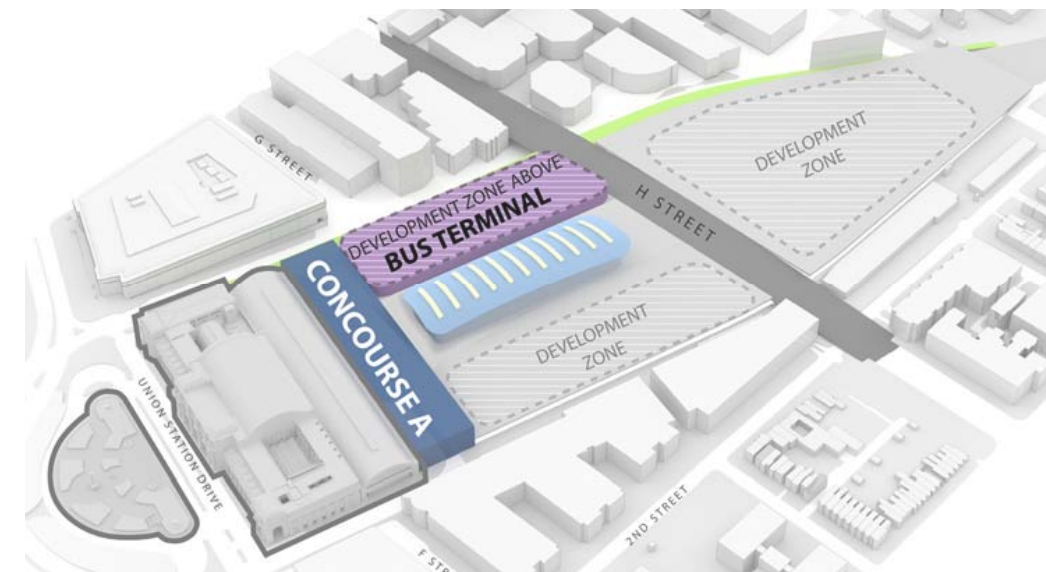 G STREET
DEVELOPMENT
ZONE
DEVELOPMENT ZONE ABOVE
BUS TERMINAL
H STREET
CONCOURSE A
DEVELOPMENT
ZONE
UNION STATION DRIVE
2ND STREET